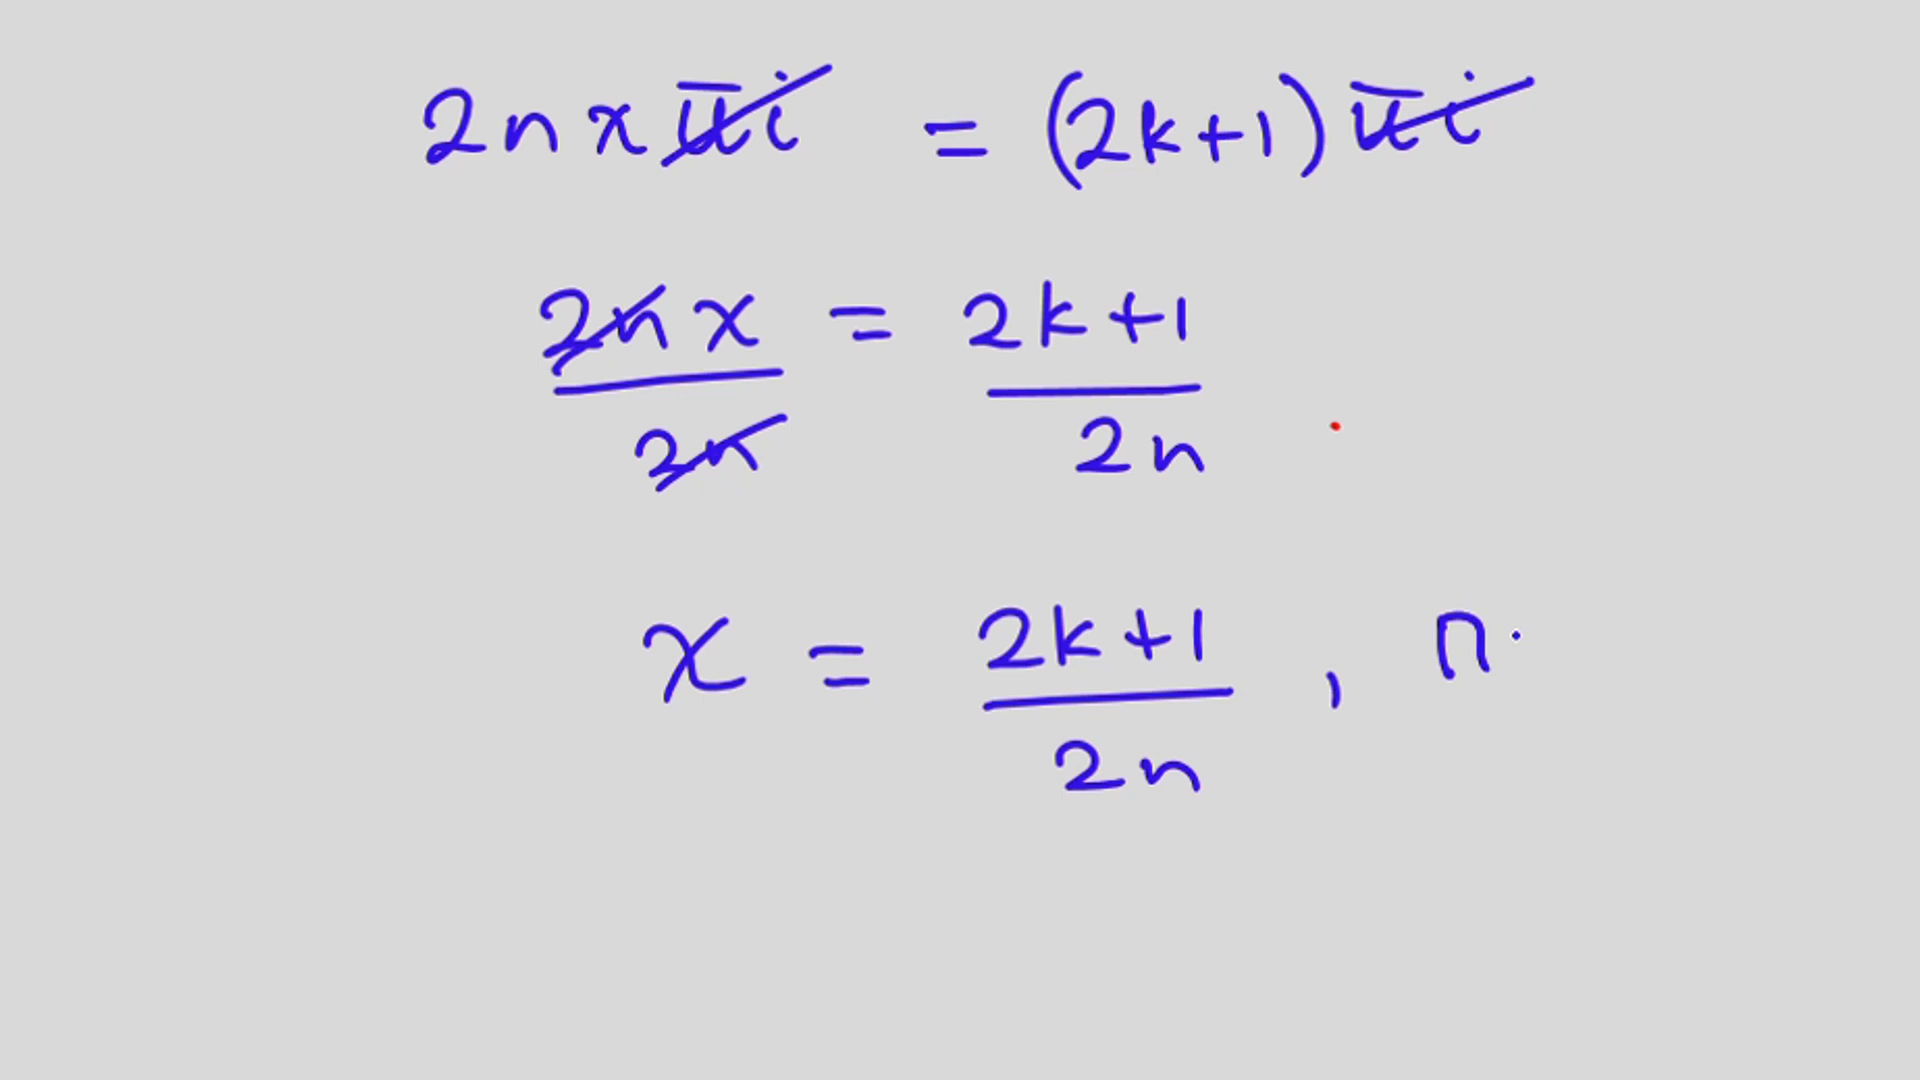 2nxπi = (2k+1)πi
2nx/2n = 2k+1/2n
x = 2k+1/2n , n